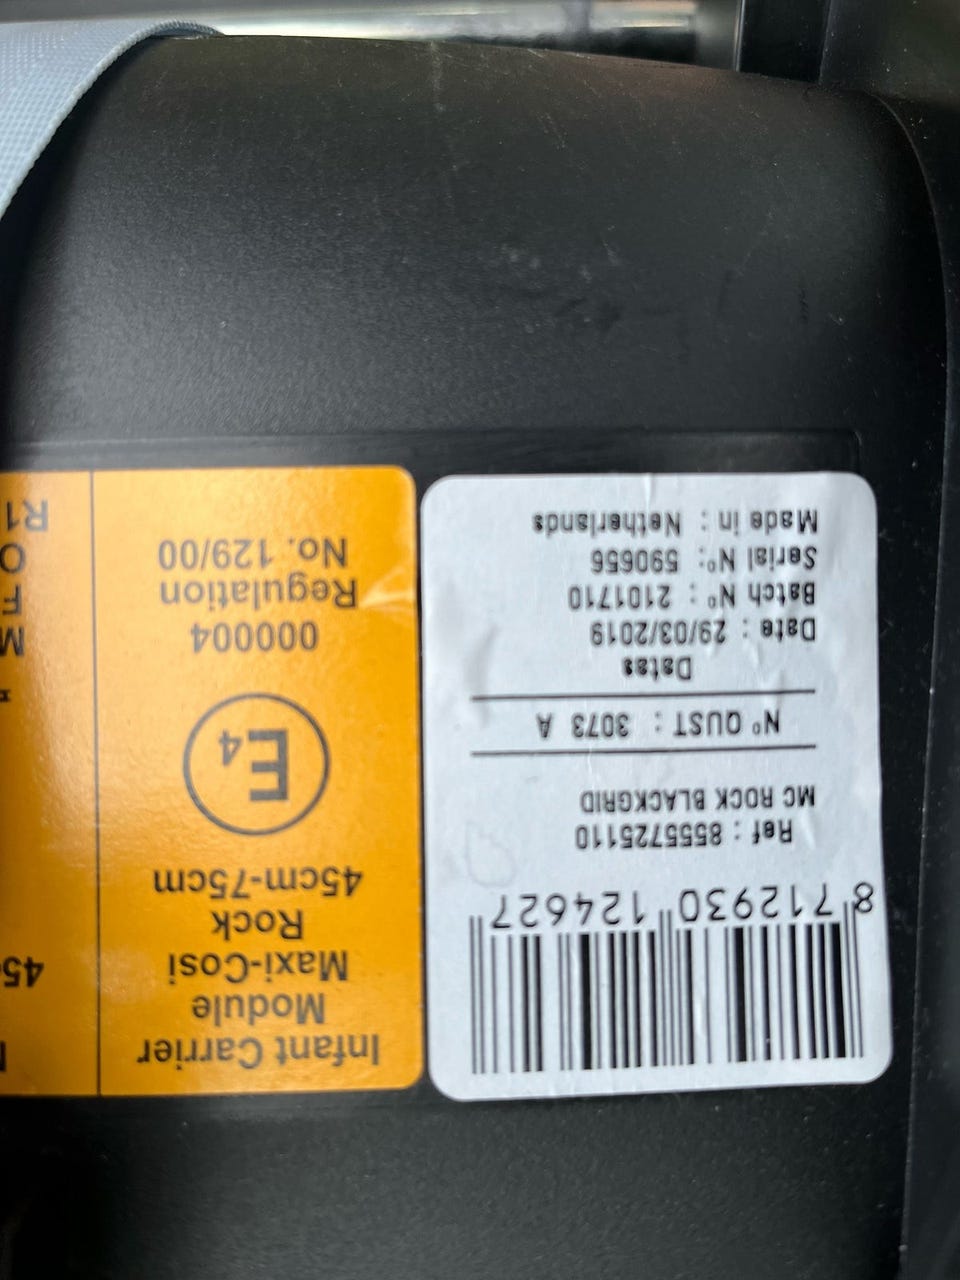 8 712930 124627
Ref : 8555725110
MC ROCK BLACKGRID
N° QUST : 3073 A
Datas
Date : 29/03/2019
Batch N° : 2101710
Serial N°: 590656
Made in : Netherlands
Infant Carrier
Module
Maxi-Cosi
Rock
45cm-75cm
E4
000004
Regulation
No. 129/00